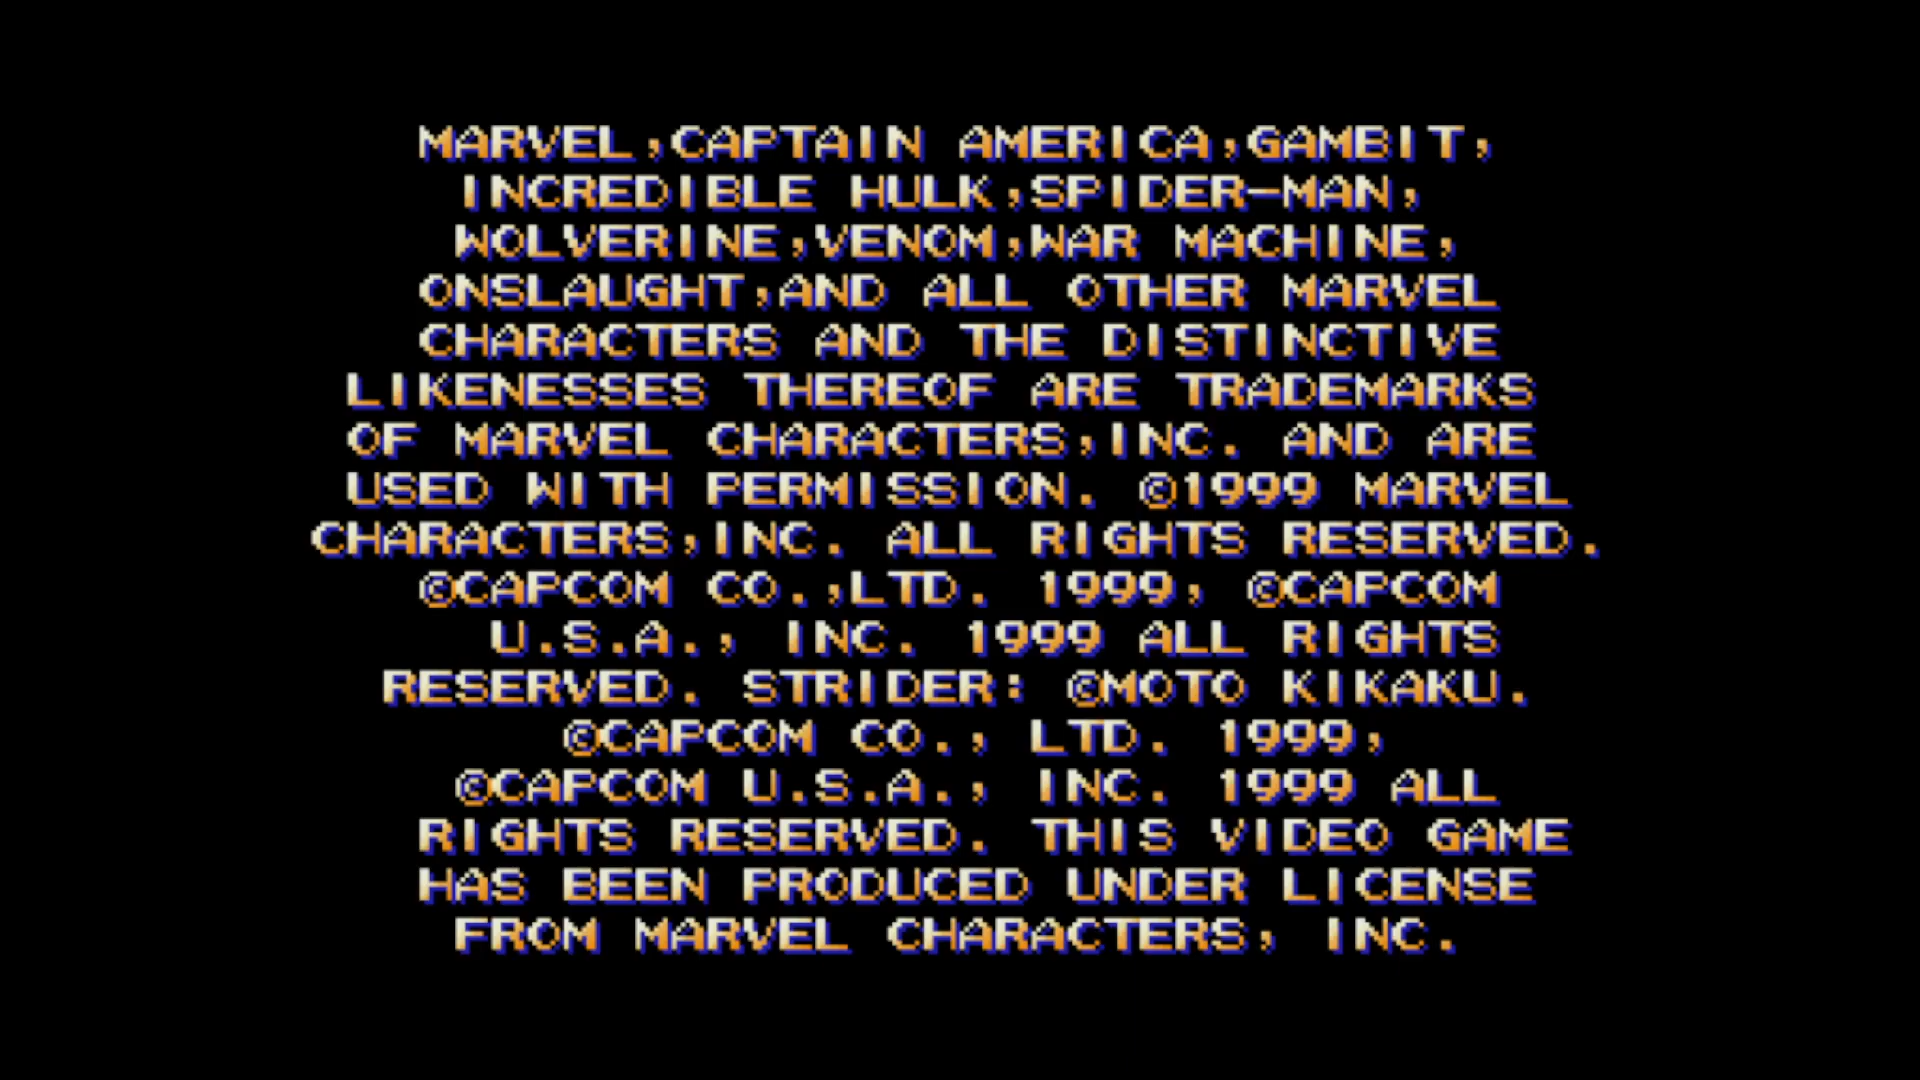 MARVEL,CAPTAIN AMERICA,GAMBIT,
INCREDIBLE HULK,SPIDER-MAN,
WOLVERINE,VENOM,WAR MACHINE,
ONSLAUGHT,AND ALL OTHER MARVEL
CHARACTERS AND THE DISTINCTIVE
LIKENESSES THEREOF ARE TRADEMARKS
OF MARVEL CHARACTERS,INC. AND ARE
USED WITH PERMISSION. ©1999 MARVEL
CHARACTERS,INC. ALL RIGHTS RESERVED.
©CAPCOM CO.,LTD. 1999, ©CAPCOM
U.S.A., INC. 1999 ALL RIGHTS
RESERVED. STRIDER: ©MOTO KIKAKU.
©CAPCOM CO., LTD. 1999,
©CAPCOM U.S.A., INC. 1999 ALL
RIGHTS RESERVED. THIS VIDEO GAME
HAS BEEN PRODUCED UNDER LICENSE
FROM MARVEL CHARACTERS, INC.